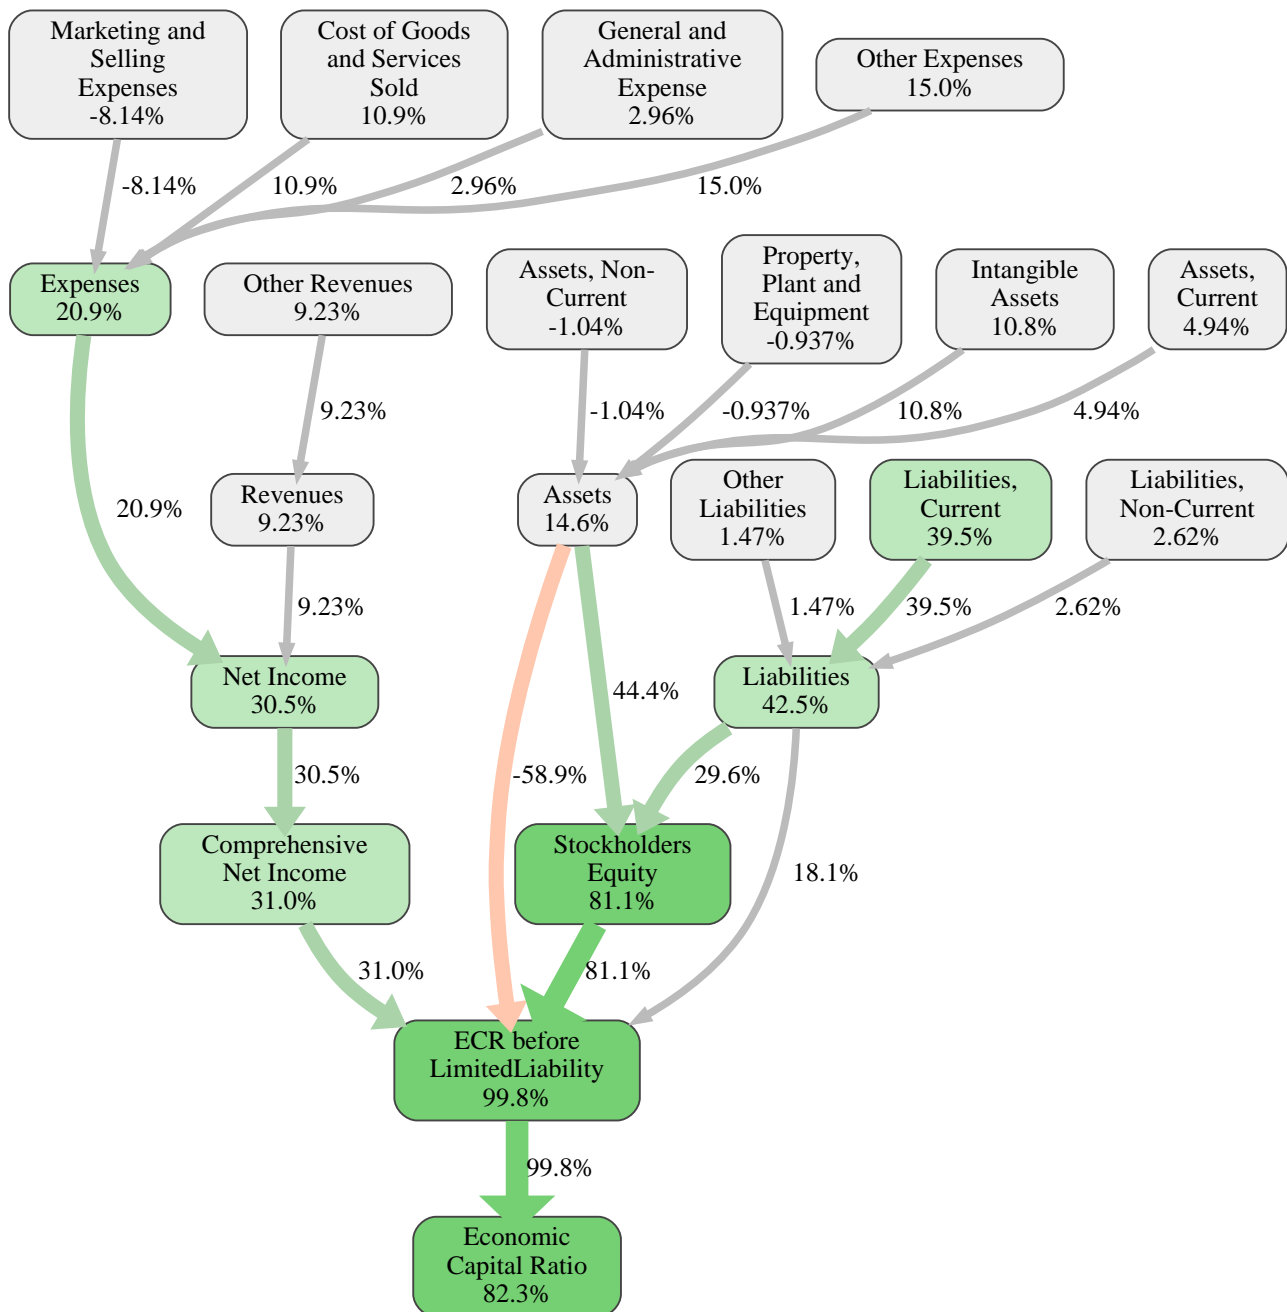 Marketing and
Selling
Expenses
-8.14%
Cost of Goods
and Services
Sold
10.9%
General and
Administrative
Expense
2.96%
Other Expenses
15.0%
-8.14%
10.9%
2.96%
15.0%
Expenses
20.9%
Other Revenues
9.23%
Assets, Non-
Current
-1.04%
Property,
Plant and
Equipment
-0.937%
Intangible
Assets
10.8%
Assets,
Current
4.94%
9.23%
-1.04%
-0.937%
10.8%
4.94%
20.9%
Revenues
9.23%
Assets
14.6%
Other
Liabilities
1.47%
Liabilities,
Current
39.5%
Liabilities,
Non-Current
2.62%
9.23%
1.47%
39.5%
2.62%
Net Income
30.5%
44.4%
Liabilities
42.5%
30.5%
-58.9%
29.6%
Comprehensive
Net Income
31.0%
Stockholders
Equity
81.1%
18.1%
31.0%
81.1%
ECR before
LimitedLiability
99.8%
99.8%
Economic
Capital Ratio
82.3%